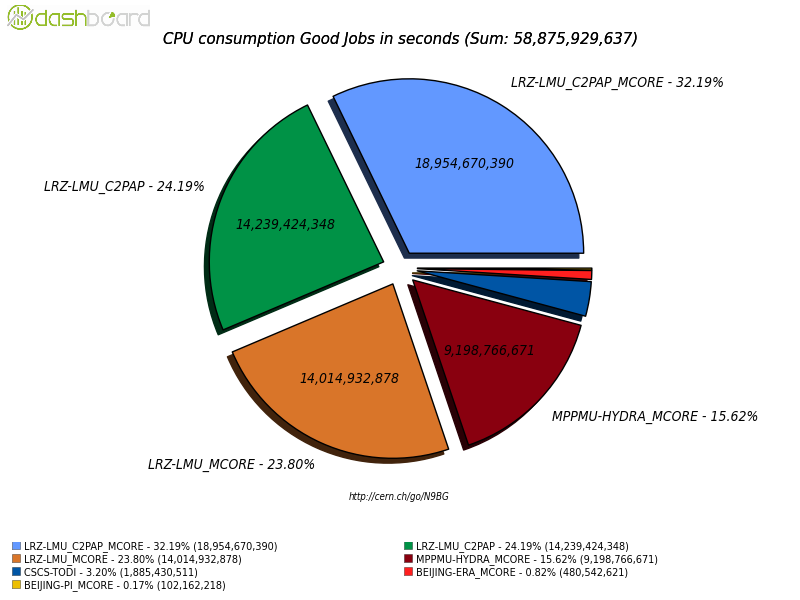 dashboard
CPU consumption Good Jobs in seconds (Sum: 58,875,929,637)
LRZ-LMU_C2PAP_MCORE - 32.19%
18,954,670,390
LRZ-LMU_C2PAP - 24.19%
14,239,424,348
9,198,766,671
14,014,932,878
MPPMU-HYDRA_MCORE - 15.62%
LRZ-LMU_MCORE - 23.80%
http://cern.ch/go/N9BG
LRZ-LMU_C2PAP_MCORE - 32.19% (18,954,670,390)
LRZ-LMU_C2PAP - 24.19% (14,239,424,348)
LRZ-LMU_MCORE - 23.80% (14,014,932,878)
MPPMU-HYDRA_MCORE - 15.62% (9,198,766,671)
CSCS-TODI - 3.20% (1,885,430,511)
BEIJING-ERA_MCORE - 0.82% (480,542,621)
BEIJING-PI_MCORE - 0.17% (102,162,218)